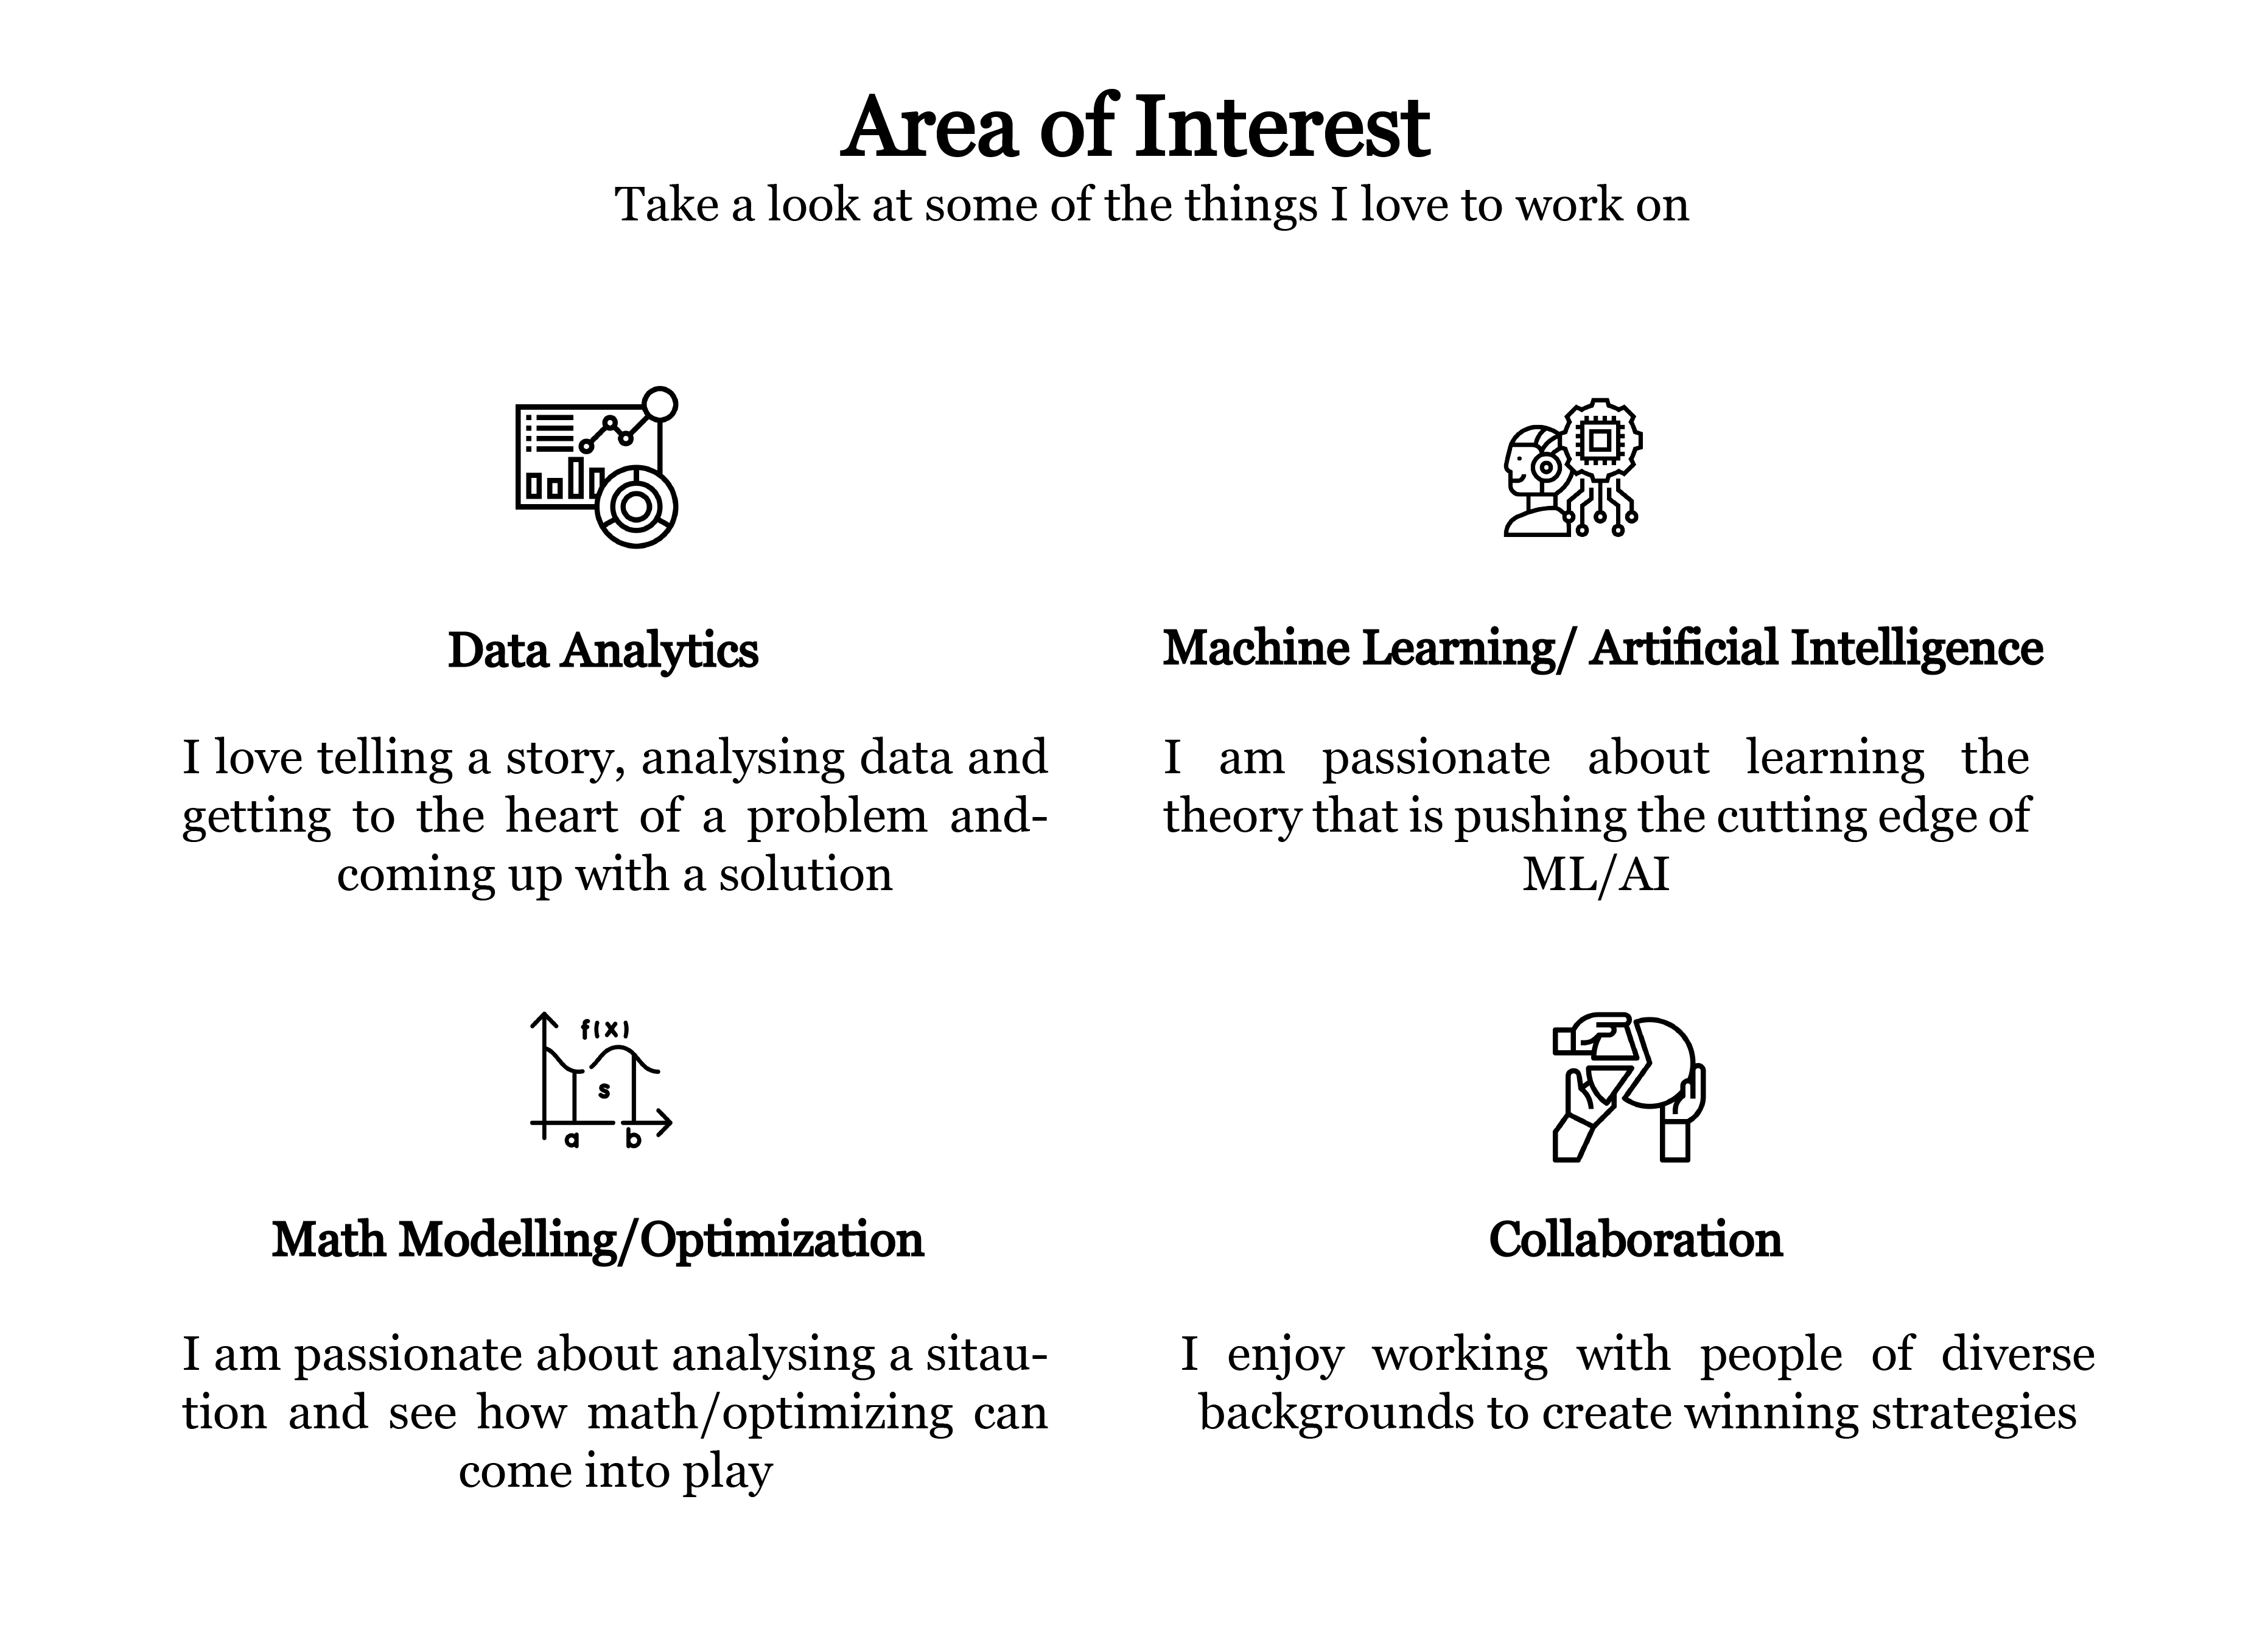 Area of Interest
Take a look at some of the things I love to work on
Data Analytics
I love telling a story, analysing data and
getting to the heart of a problem and-
coming up with a solution
Machine Learning/ Artificial Intelligence
I am passionate about learning the
theory that is pushing the cutting edge of
ML/AI
f(x)
s
a b
Math Modelling/Optimization
I am passionate about analysing a sitau-
tion and see how math/optimizing can
come into play
Collaboration
I enjoy working with people of diverse
backgrounds to create winning strategies